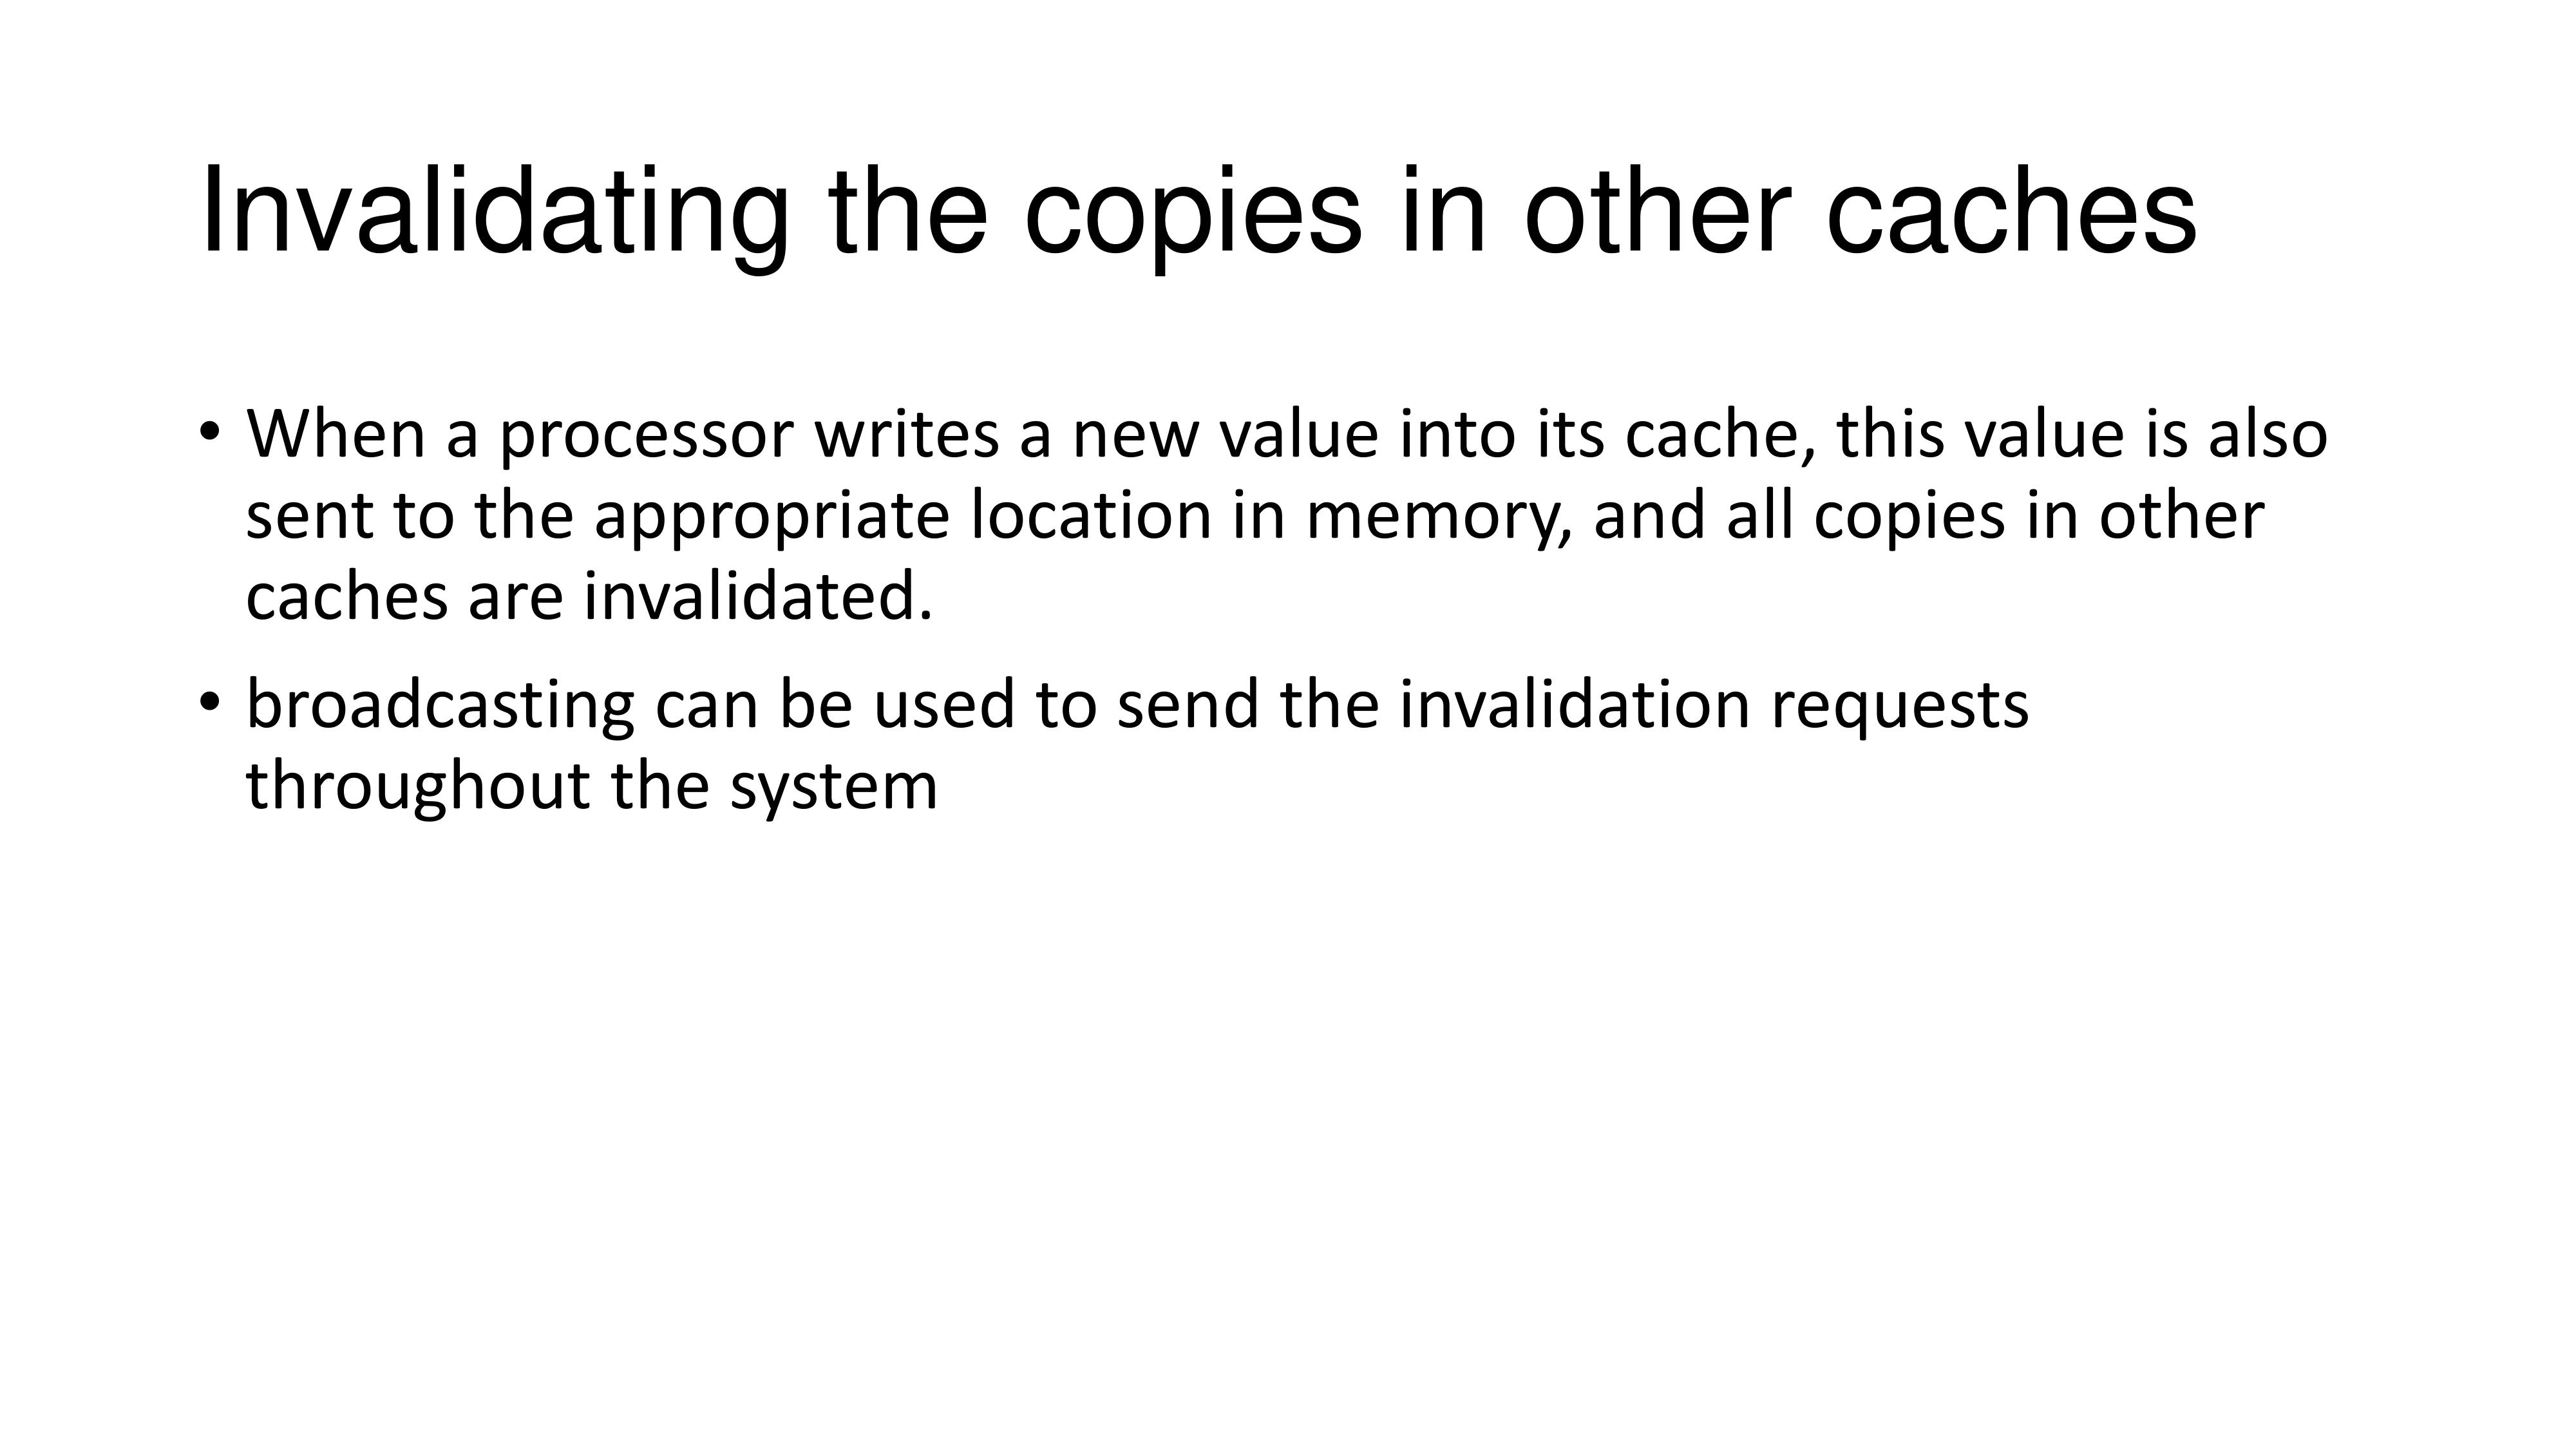 Invalidating the copies in other caches
• When a processor writes a new value into its cache, this value is also
sent to the appropriate location in memory, and all copies in other
caches are invalidated.
• broadcasting can be used to send the invalidation requests
throughout the system